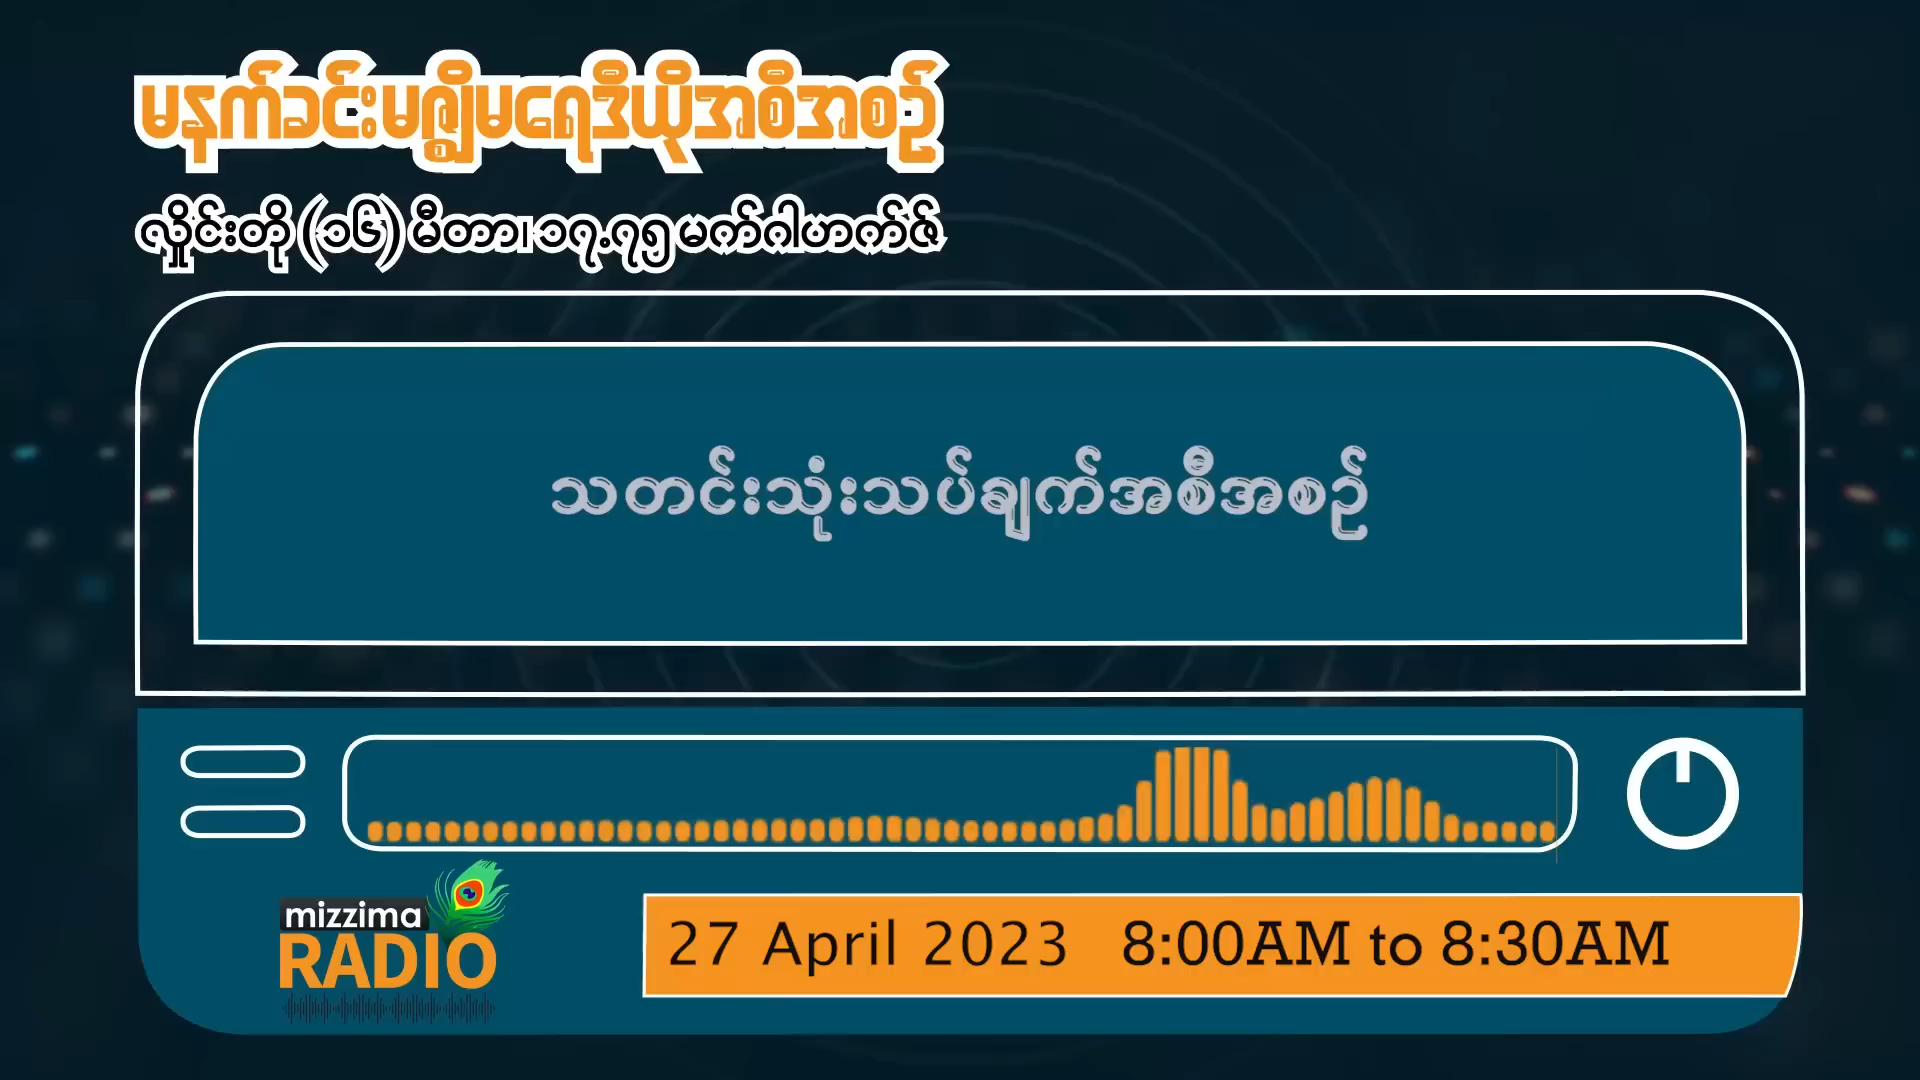 မနက်ခင်းမဇ္ဈိမရေဒီယိုအစီအစဉ်
လှိုင်းတို (၁၆) မီတာ၊ ၁၇.၇၅ မက်ဂါဟက်ဇ်
သတင်းသုံးသပ်ချက်အစီအစဉ်
mizzima
RADIO
27 April 2023 8:00AM to 8:30AM